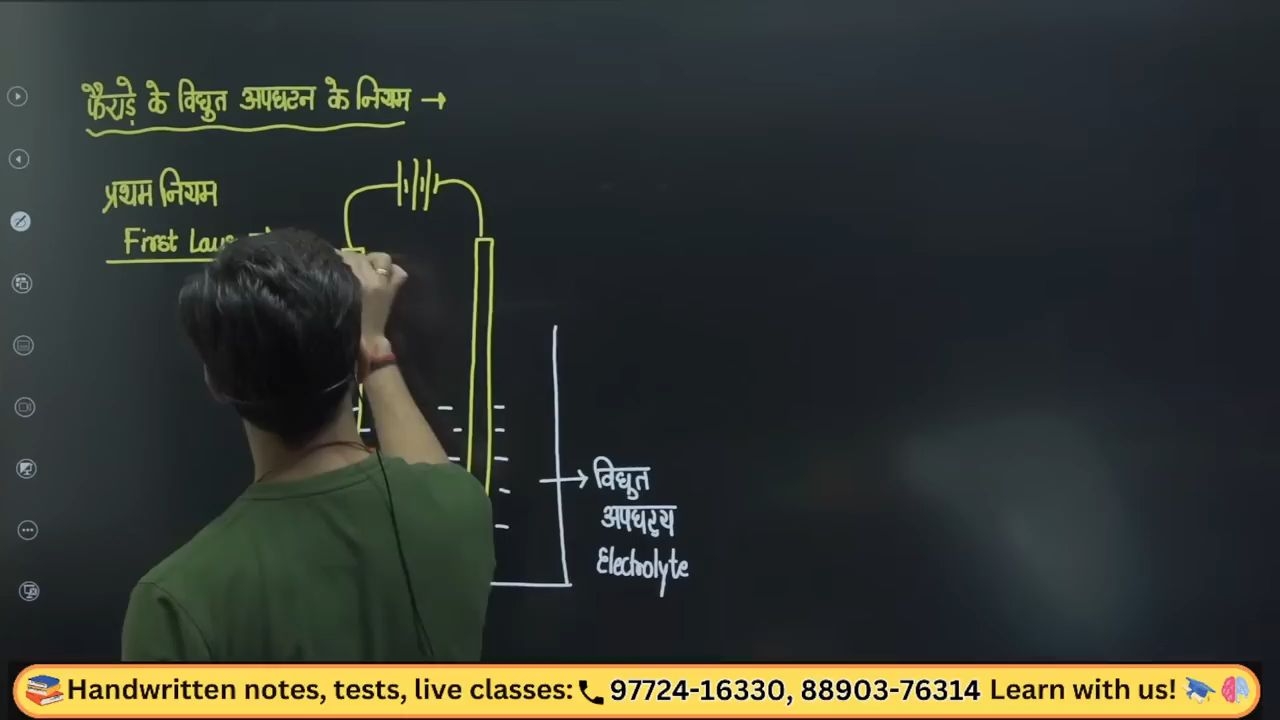 फैराडे के विद्युत अपघटन के नियम →
प्रथम नियम
First Law
विद्युत
अपघट्य
Electrolyte
Handwritten notes, tests, live classes: 97724-16330, 88903-76314 Learn with us!